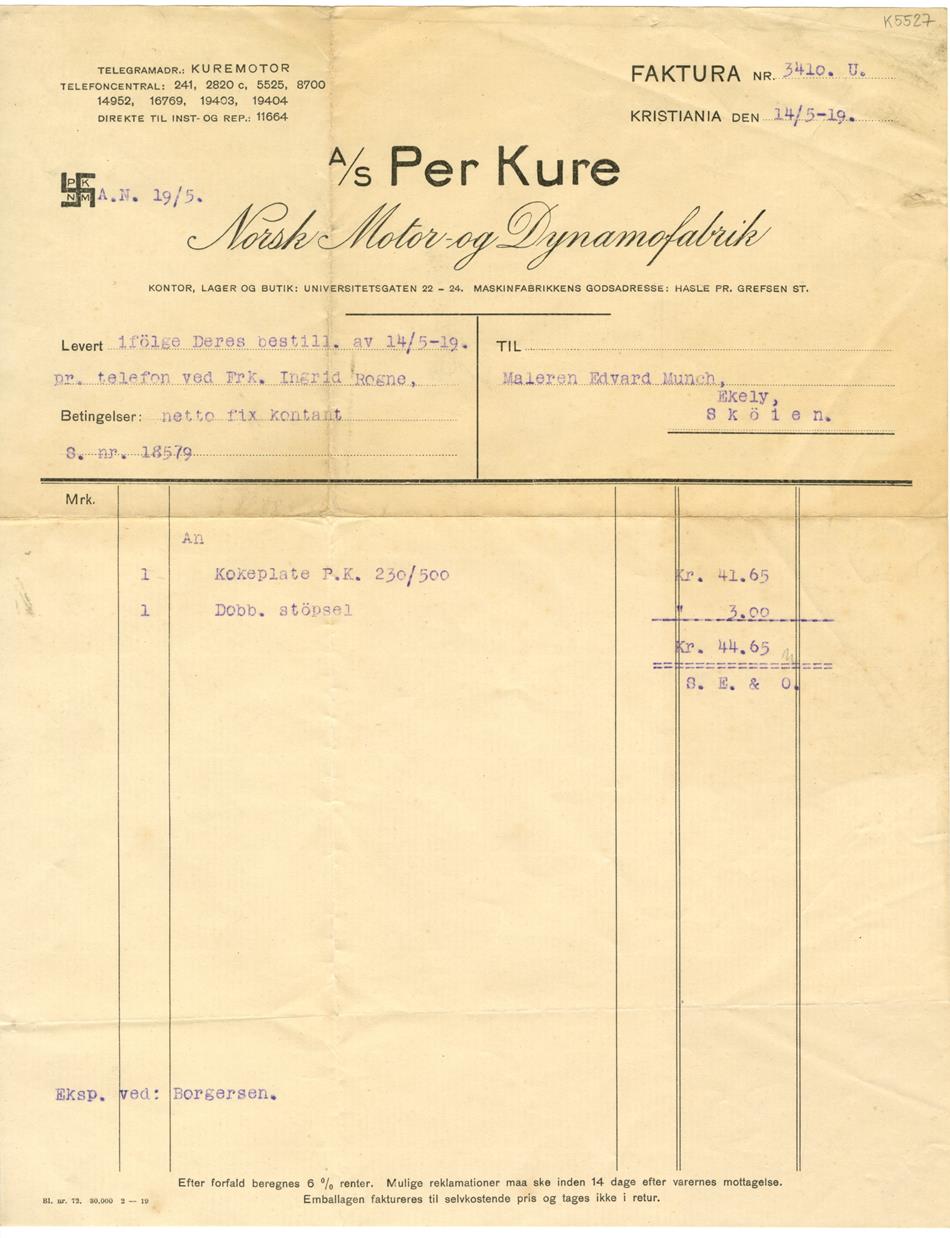 K5527
TELEGRAMADR.: KUREMOTOR
TELEFONCENTRAL: 241, 2820 c, 5525, 8700
14952, 16769, 19403, 19404
DIREKTE TIL INST- OG REP.: 11664
FAKTURA NR. 3410. U.
KRISTIANIA DEN 14/5-19.
A/S Per Kure
P K
N M
A.N. 19/5.
Norsk Motor- og Dynamofabrik
KONTOR, LAGER OG BUTIK: UNIVERSITETSGATEN 22 – 24. MASKINFABRIKKENS GODSADRESSE: HASLE PR. GREFSEN ST.
Levert ifölge Deres bestill. av 14/5-19.
pr. telefon ved Frk. Ingrid Rogne,
Betingelser: netto fix kontant
S. nr. 18579
TIL
Maleren Edvard Munch,
Ekely,
S k ö i e n.
Mrk.
An
1 Kokeplate P.K. 230/500 Kr. 41.65
1 Dobb. stöpsel " 3.00
Kr. 44.65
S. E. & O.
Eksp. ved: Borgersen.
Efter forfald beregnes 6 % renter. Mulige reklamationer maa ske inden 14 dage efter varernes mottagelse.
Emballagen faktureres til selvkostende pris og tages ikke i retur.
Bl. nr. 72. 30,000 2 — 19